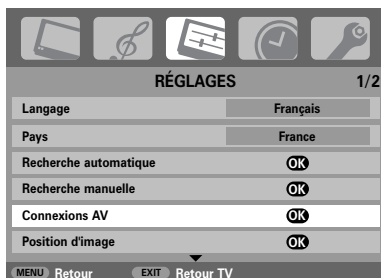 RÉGLAGES 1/2
Langage Français
Pays France
Recherche automatique OK
Recherche manuelle OK
Connexions AV OK
Position d'image OK
MENU Retour EXIT Retour TV